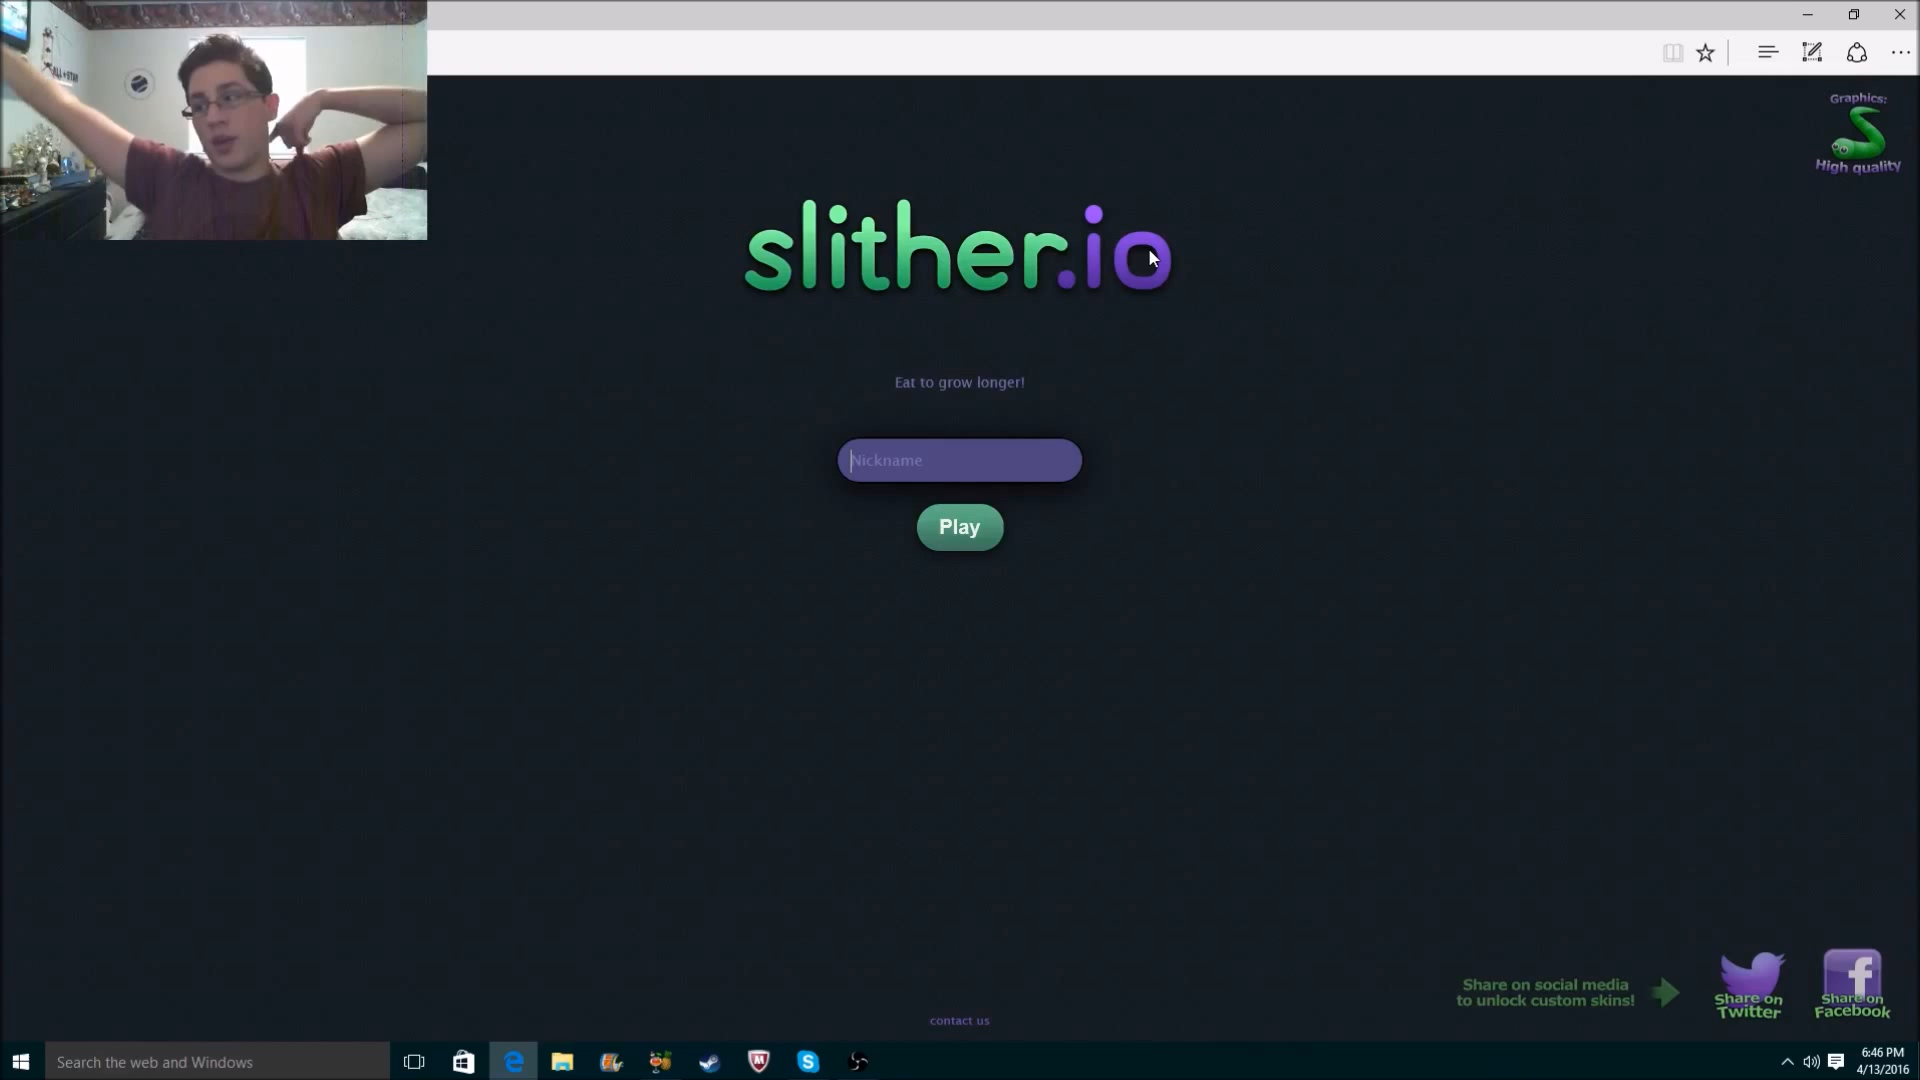 ALL★STAR
Graphics:
High quality
slither.io
Eat to grow longer!
Nickname
Play
Share on social media
to unlock custom skins!
Share on
Twitter
Share on
Facebook
contact us
Search the web and Windows
6:46 PM
4/13/2016